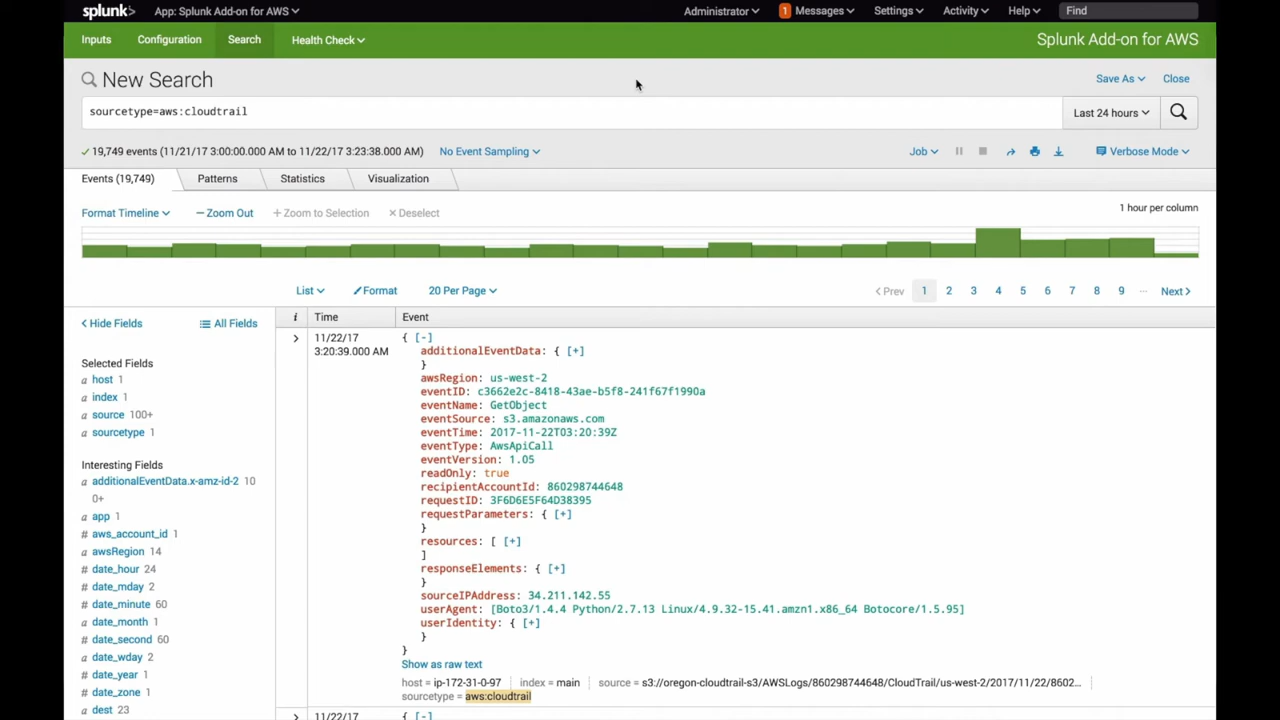 splunk> App: Splunk Add-on for AWS Administrator 1 Messages Settings Activity Help Find
Inputs Configuration Search Health Check Splunk Add-on for AWS
New Search Save As Close
sourcetype=aws:cloudtrail Last 24 hours
✓ 19,749 events (11/21/17 3:00:00.000 AM to 11/22/17 3:23:38.000 AM) No Event Sampling Job Verbose Mode
Events (19,749) Patterns Statistics Visualization
Format Timeline — Zoom Out + Zoom to Selection × Deselect 1 hour per column
List Format 20 Per Page < Prev 1 2 3 4 5 6 7 8 9 ... Next >
< Hide Fields All Fields i Time Event
Selected Fields
a host 1
a index 1
a source 100+
a sourcetype 1
Interesting Fields
a additionalEventData.x-amz-id-2 10
0+
a app 1
# aws_account_id 1
a awsRegion 14
# date_hour 24
# date_mday 2
# date_minute 60
a date_month 1
# date_second 60
a date_wday 2
# date_year 1
a date_zone 1
a dest 23
> 11/22/17
3:20:39.000 AM
{ [-]
additionalEventData: { [+]
}
awsRegion: us-west-2
eventID: c3662e2c-8418-43ae-b5f8-241f67f1990a
eventName: GetObject
eventSource: s3.amazonaws.com
eventTime: 2017-11-22T03:20:39Z
eventType: AwsApiCall
eventVersion: 1.05
readOnly: true
recipientAccountId: 860298744648
requestID: 3F6D6E5F64D38395
requestParameters: { [+]
}
resources: [ [+]
]
responseElements: { [+]
}
sourceIPAddress: 34.211.142.55
userAgent: [Boto3/1.4.4 Python/2.7.13 Linux/4.9.32-15.41.amzn1.x86_64 Botocore/1.5.95]
userIdentity: { [+]
}
}
Show as raw text
host = ip-172-31-0-97 index = main source = s3://oregon-cloudtrail-s3/AWSLogs/860298744648/CloudTrail/us-west-2/2017/11/22/8602...
sourcetype = aws:cloudtrail
> 11/22/17 { [-]